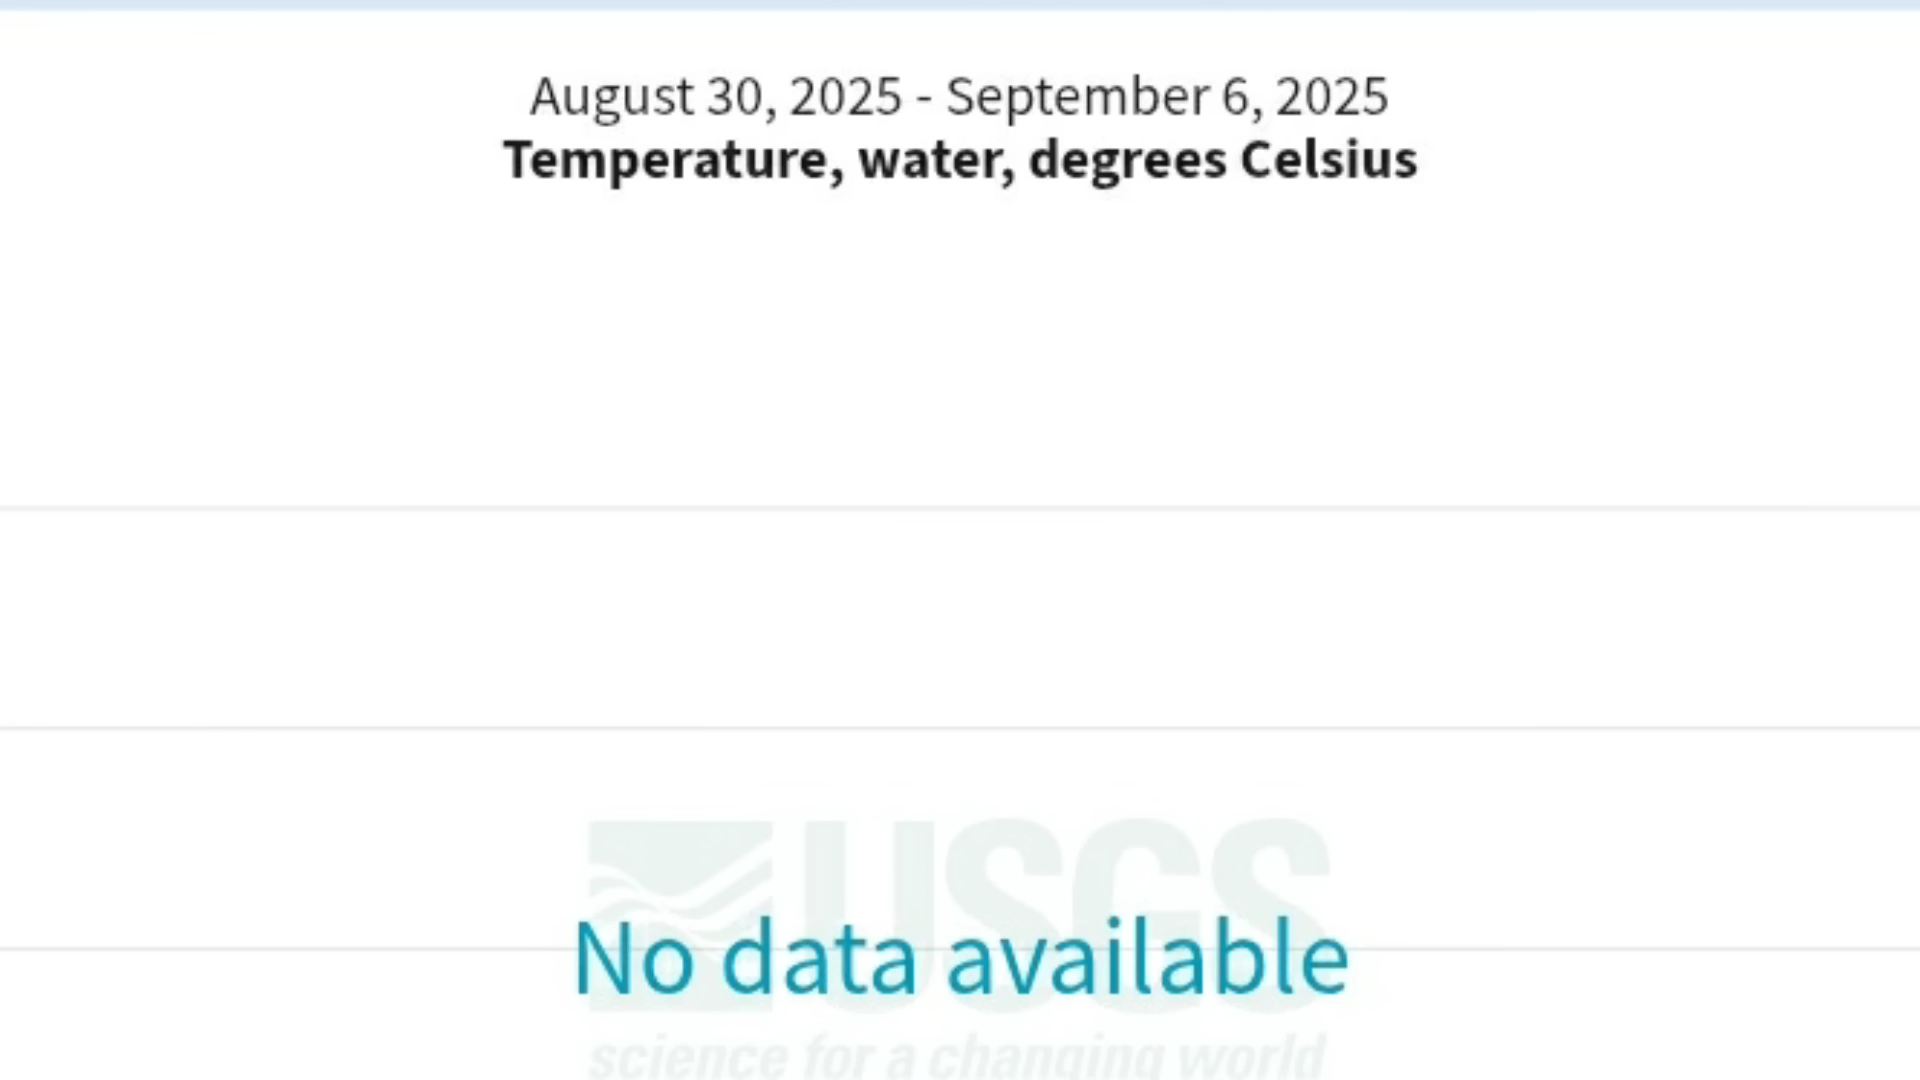 August 30, 2025 - September 6, 2025
Temperature, water, degrees Celsius
USGS
No data available
science for a changing world